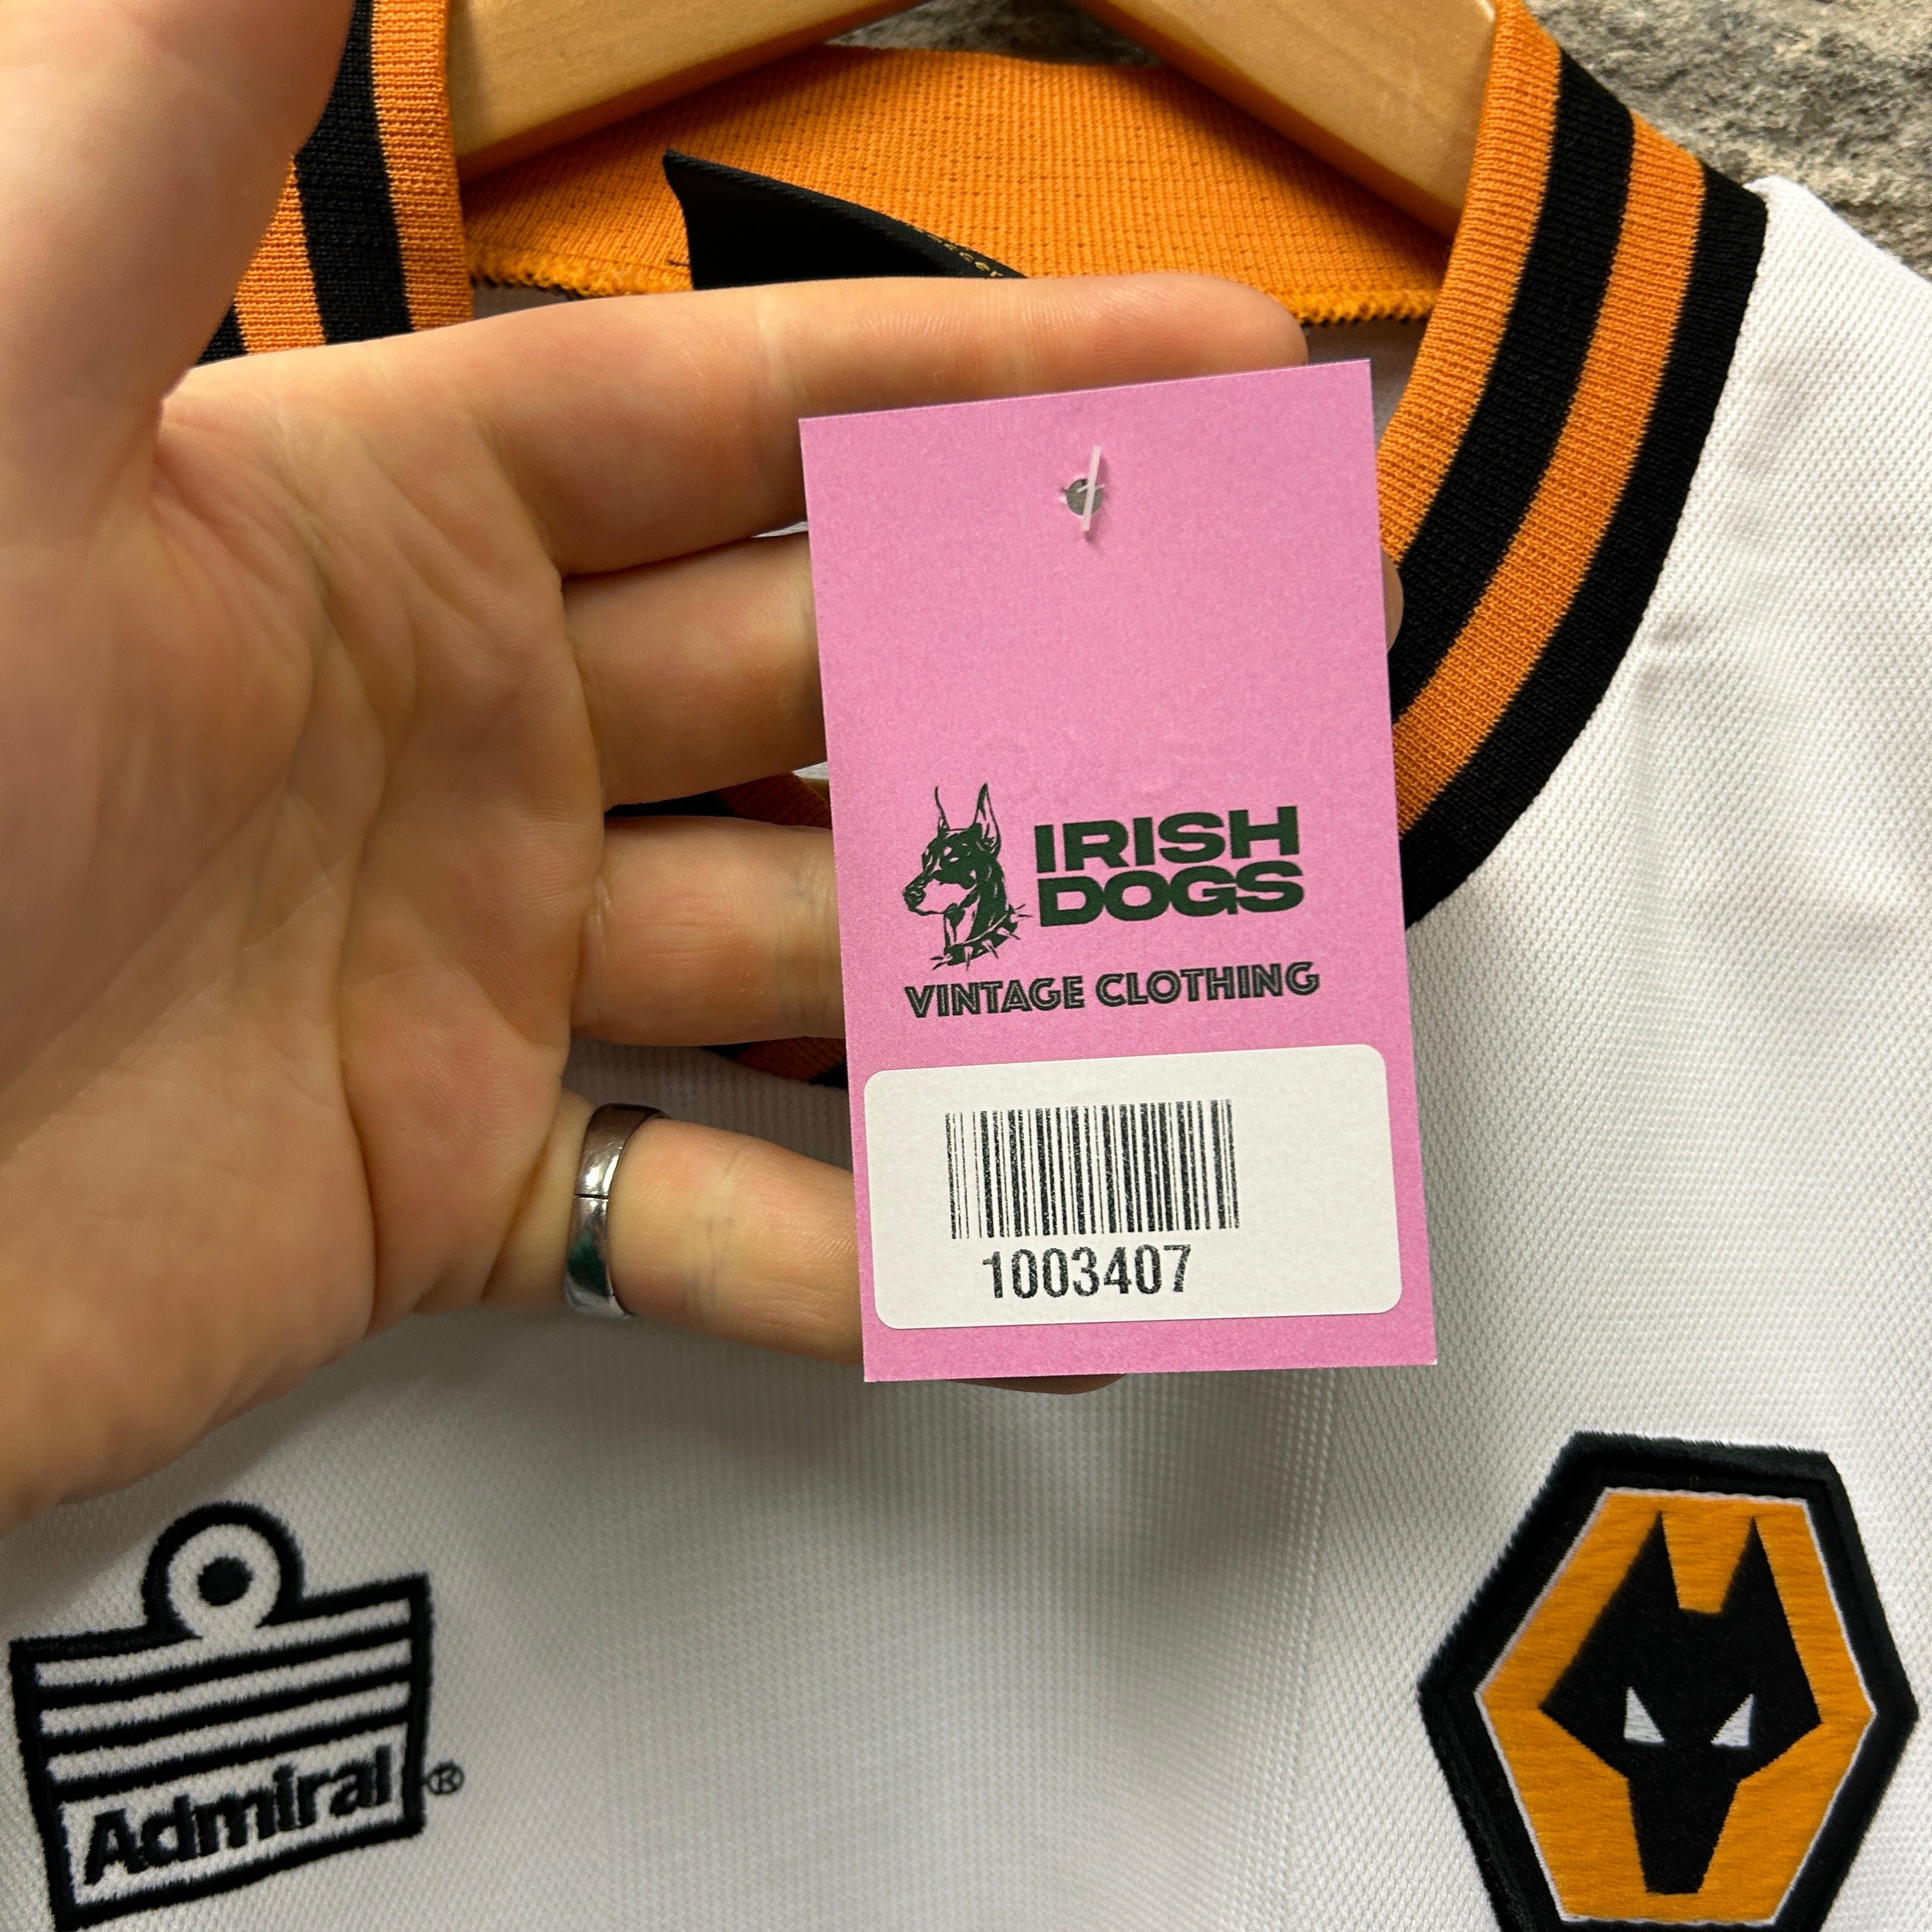 IRISH
DOGS
VINTAGE CLOTHING
1003407
Admiral®